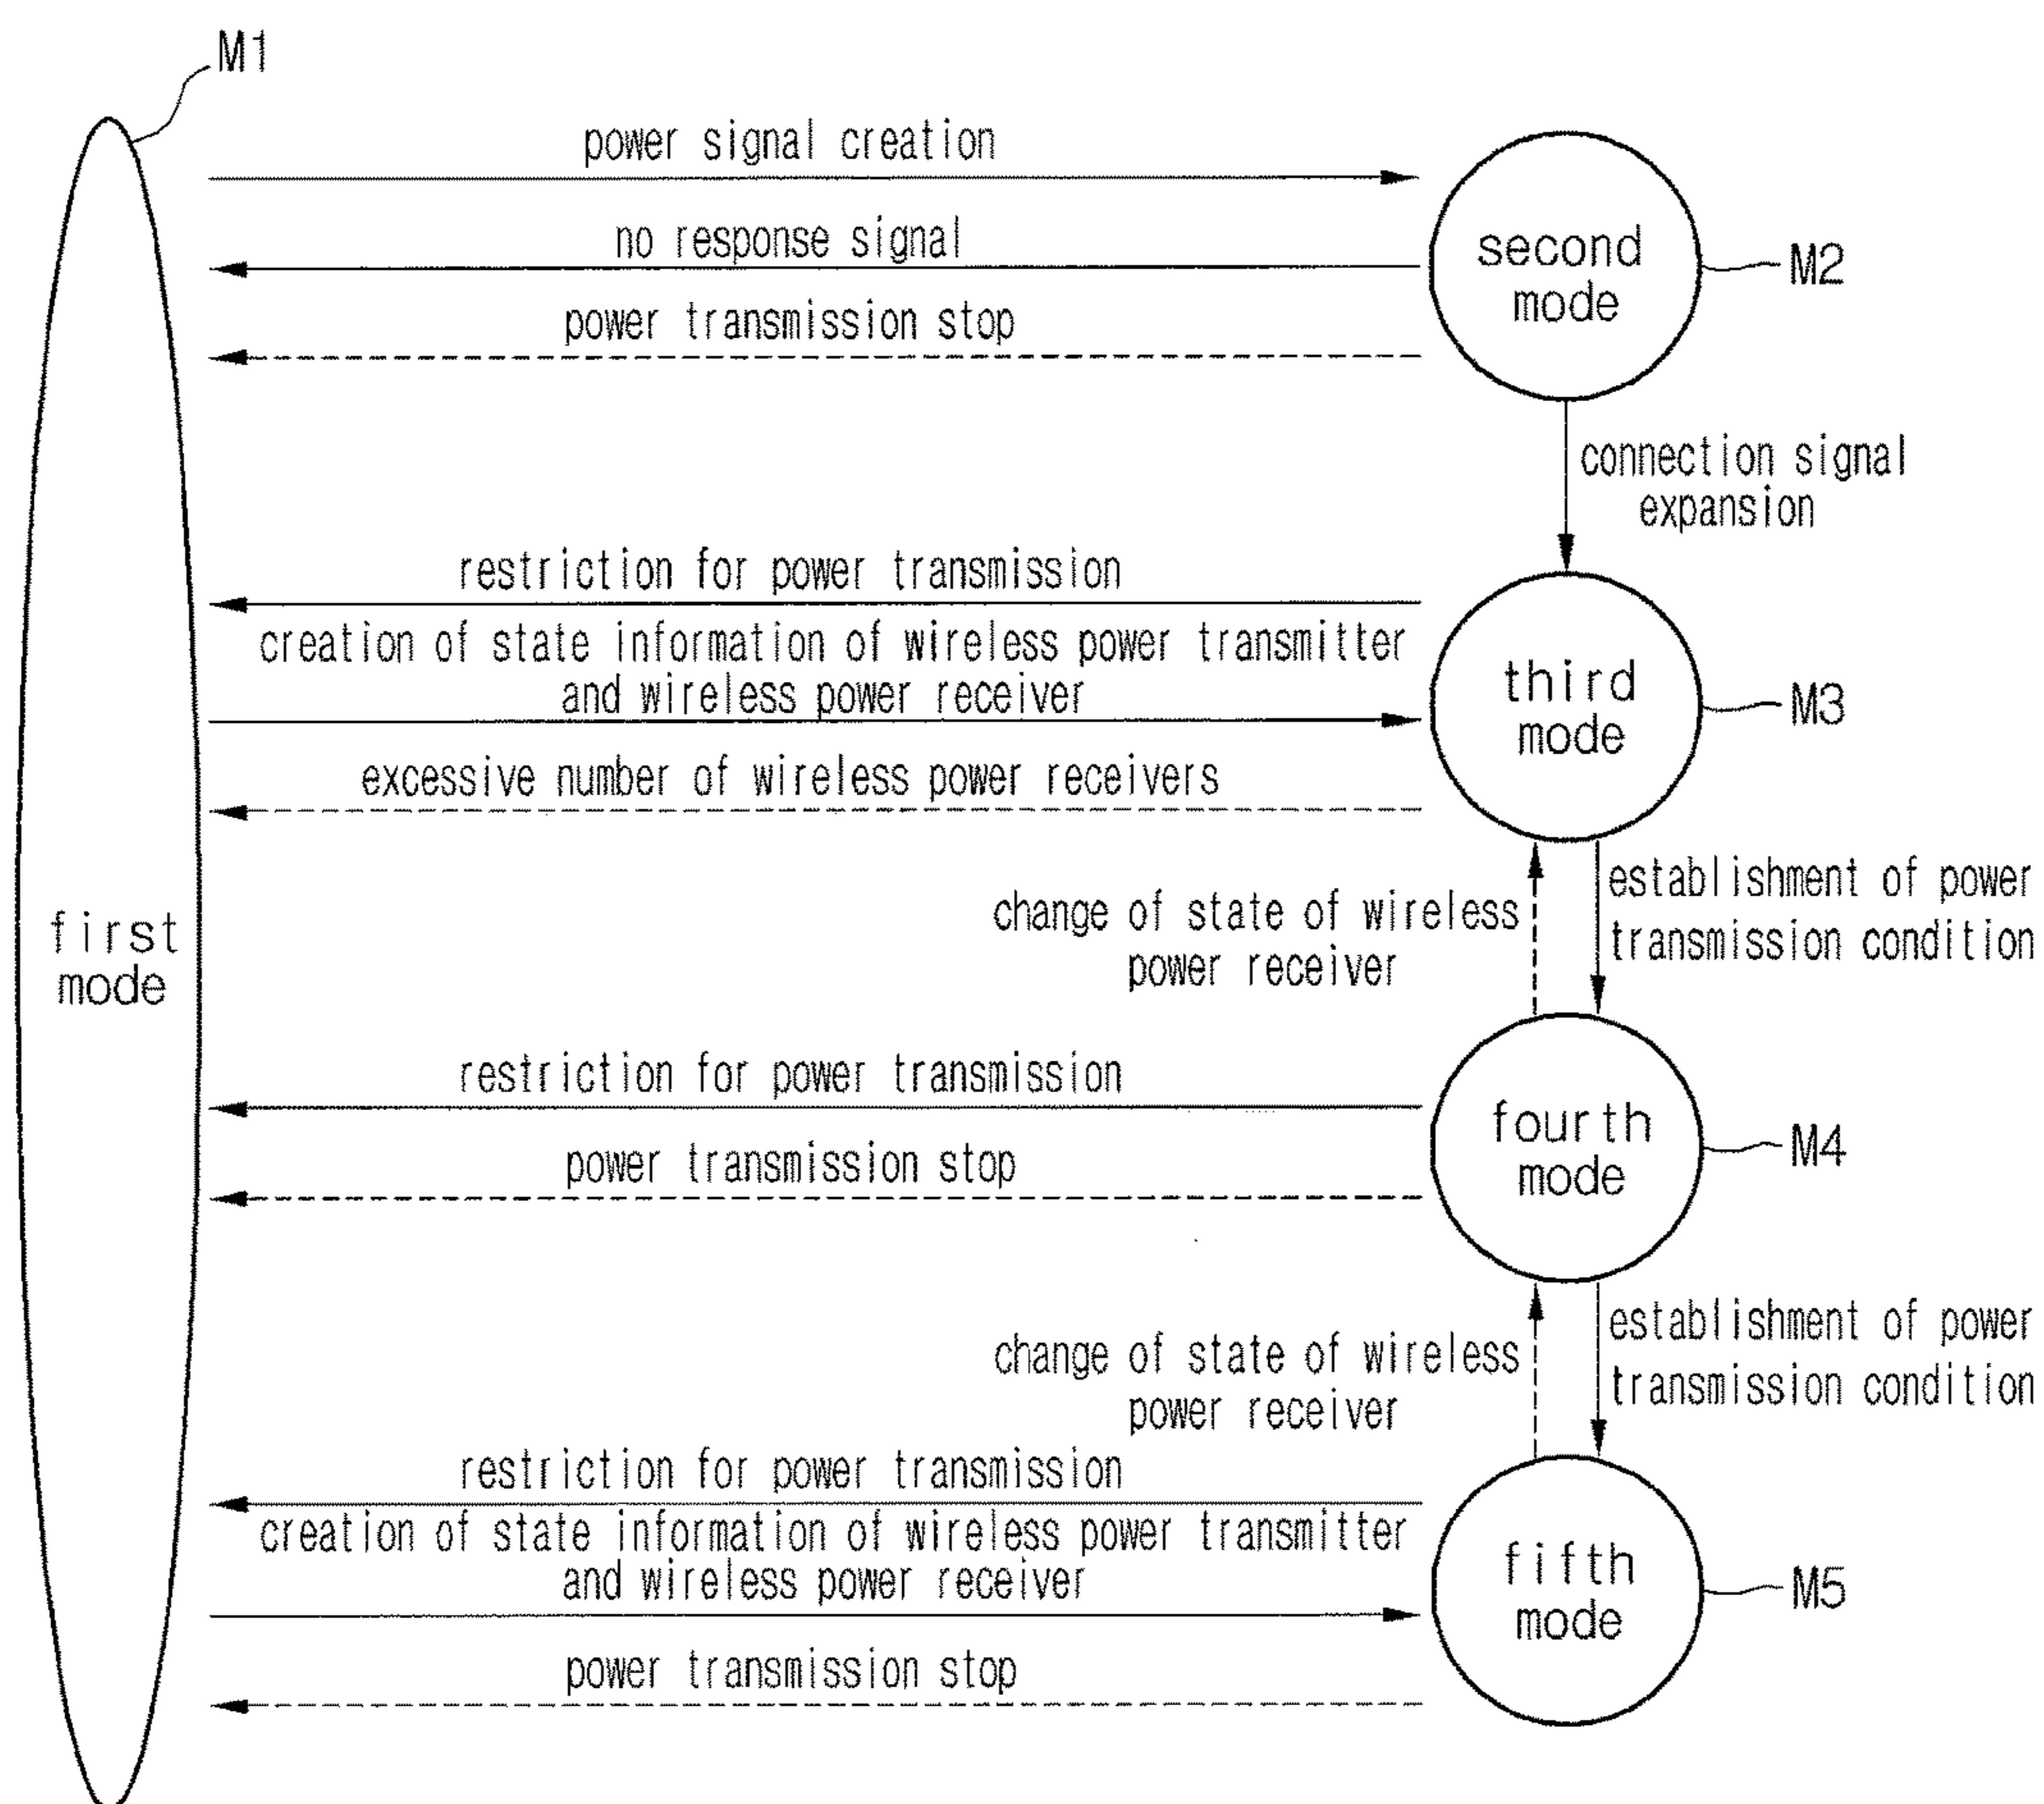 M1
power signal creation
no response signal
power transmission stop
second
mode
M2
connection signal
expansion
restriction for power transmission
creation of state information of wireless power transmitter
and wireless power receiver
excessive number of wireless power receivers
third
mode
M3
first
mode
change of state of wireless
power receiver
establishment of power
transmission condition
restriction for power transmission
power transmission stop
fourth
mode
M4
change of state of wireless
power receiver
establishment of power
transmission condition
restriction for power transmission
creation of state information of wireless power transmitter
and wireless power receiver
power transmission stop
fifth
mode
M5